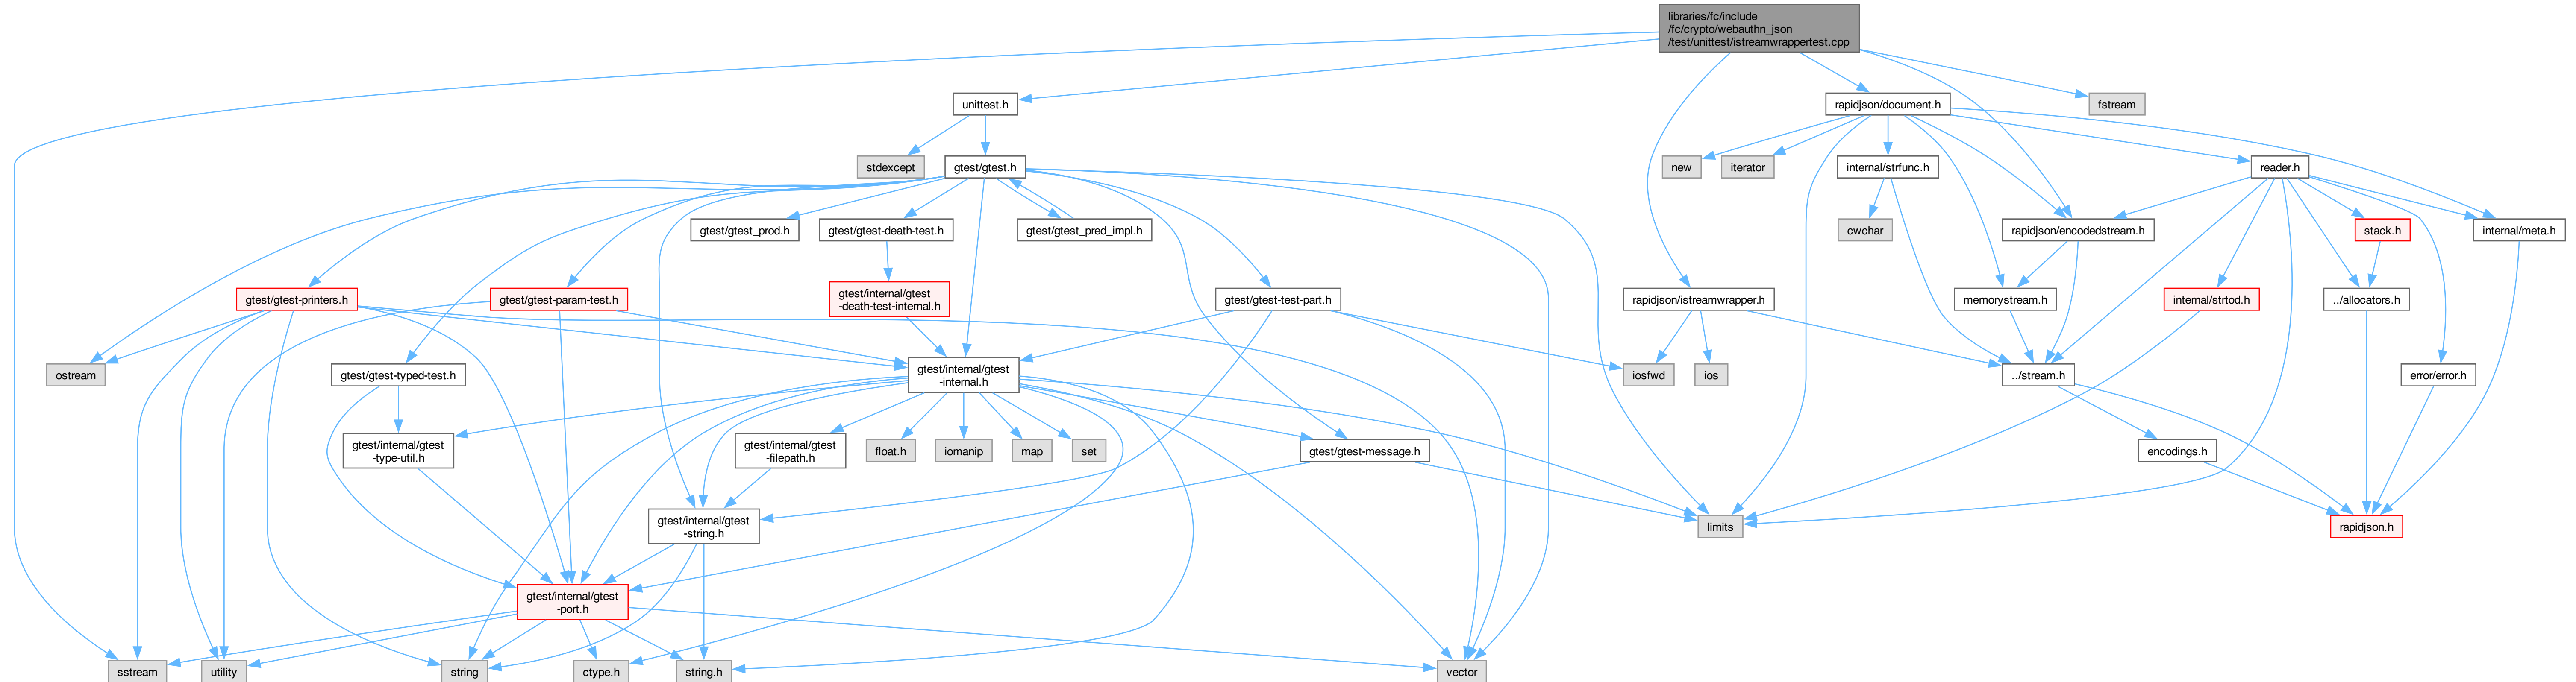 libraries/fc/include
/fc/crypto/webauthn_json
/test/unittest/istreamwrappertest.cpp
unittest.h
rapidjson/document.h
fstream
stdexcept
gtest/gtest.h
new
iterator
internal/strfunc.h
reader.h
gtest/gtest_prod.h
gtest/gtest-death-test.h
gtest/gtest_pred_impl.h
cwchar
rapidjson/encodedstream.h
stack.h
internal/meta.h
gtest/gtest-printers.h
gtest/gtest-param-test.h
gtest/internal/gtest
-death-test-internal.h
gtest/gtest-test-part.h
rapidjson/istreamwrapper.h
memorystream.h
internal/strtod.h
../allocators.h
ostream
gtest/gtest-typed-test.h
gtest/internal/gtest
-internal.h
iosfwd
ios
../stream.h
error/error.h
gtest/internal/gtest
-type-util.h
gtest/internal/gtest
-filepath.h
float.h
iomanip
map
set
gtest/gtest-message.h
encodings.h
gtest/internal/gtest
-string.h
limits
rapidjson.h
gtest/internal/gtest
-port.h
sstream
utility
string
ctype.h
string.h
vector